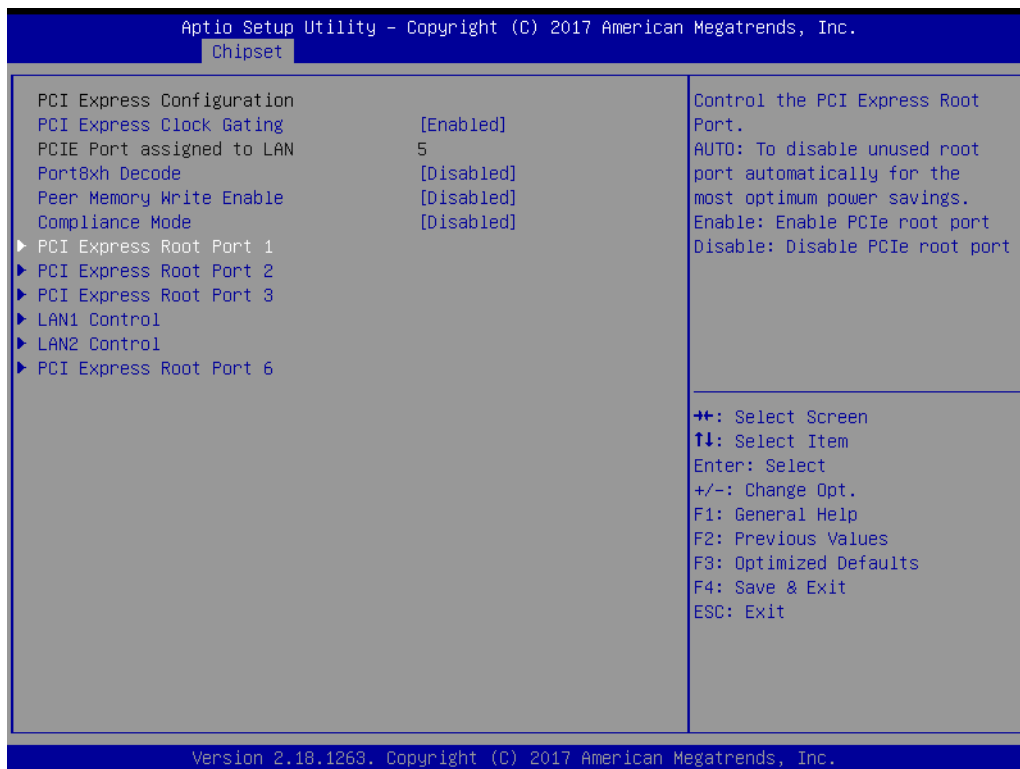 Aptio Setup Utility – Copyright (C) 2017 American Megatrends, Inc.
Chipset
PCI Express Configuration
PCI Express Clock Gating [Enabled]
PCIE Port assigned to LAN 5
Port8xh Decode [Disabled]
Peer Memory Write Enable [Disabled]
Compliance Mode [Disabled]
▶ PCI Express Root Port 1
▶ PCI Express Root Port 2
▶ PCI Express Root Port 3
▶ LAN1 Control
▶ LAN2 Control
▶ PCI Express Root Port 6
Control the PCI Express Root
Port.
AUTO: To disable unused root
port automatically for the
most optimum power savings.
Enable: Enable PCIe root port
Disable: Disable PCIe root port
→←: Select Screen
↑↓: Select Item
Enter: Select
+/-: Change Opt.
F1: General Help
F2: Previous Values
F3: Optimized Defaults
F4: Save & Exit
ESC: Exit
Version 2.18.1263. Copyright (C) 2017 American Megatrends, Inc.